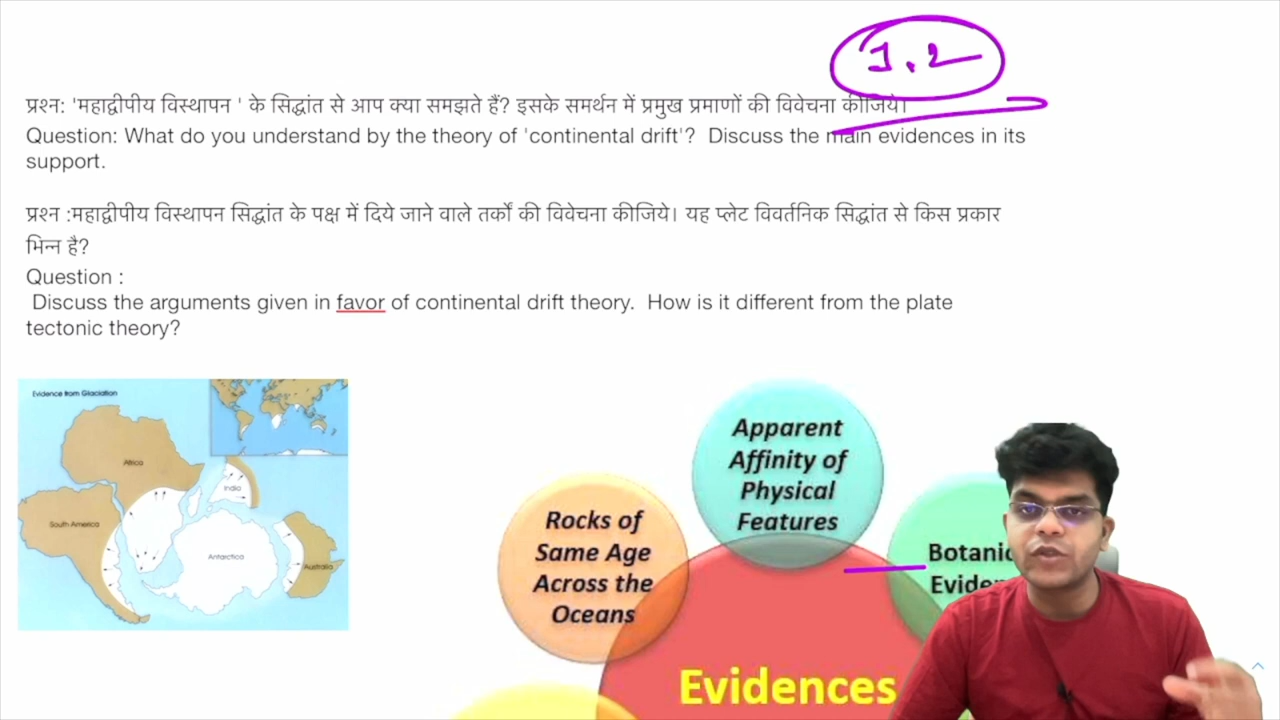 1.2
प्रश्न: 'महाद्वीपीय विस्थापन ' के सिद्धांत से आप क्या समझते हैं? इसके समर्थन में प्रमुख प्रमाणों की विवेचना कीजिये।
Question: What do you understand by the theory of 'continental drift'?  Discuss the main evidences in its
support.
प्रश्न :महाद्वीपीय विस्थापन सिद्धांत के पक्ष में दिये जाने वाले तर्कों की विवेचना कीजिये। यह प्लेट विवर्तनिक सिद्धांत से किस प्रकार
भिन्न है?
Question :
Discuss the arguments given in favor of continental drift theory.  How is it different from the plate
tectonic theory?
Evidence from Glaciation
Africa
India
South America
Antarctica
Australia
Rocks of
Same Age
Across the
Oceans
Apparent
Affinity of
Physical
Features
Evidences